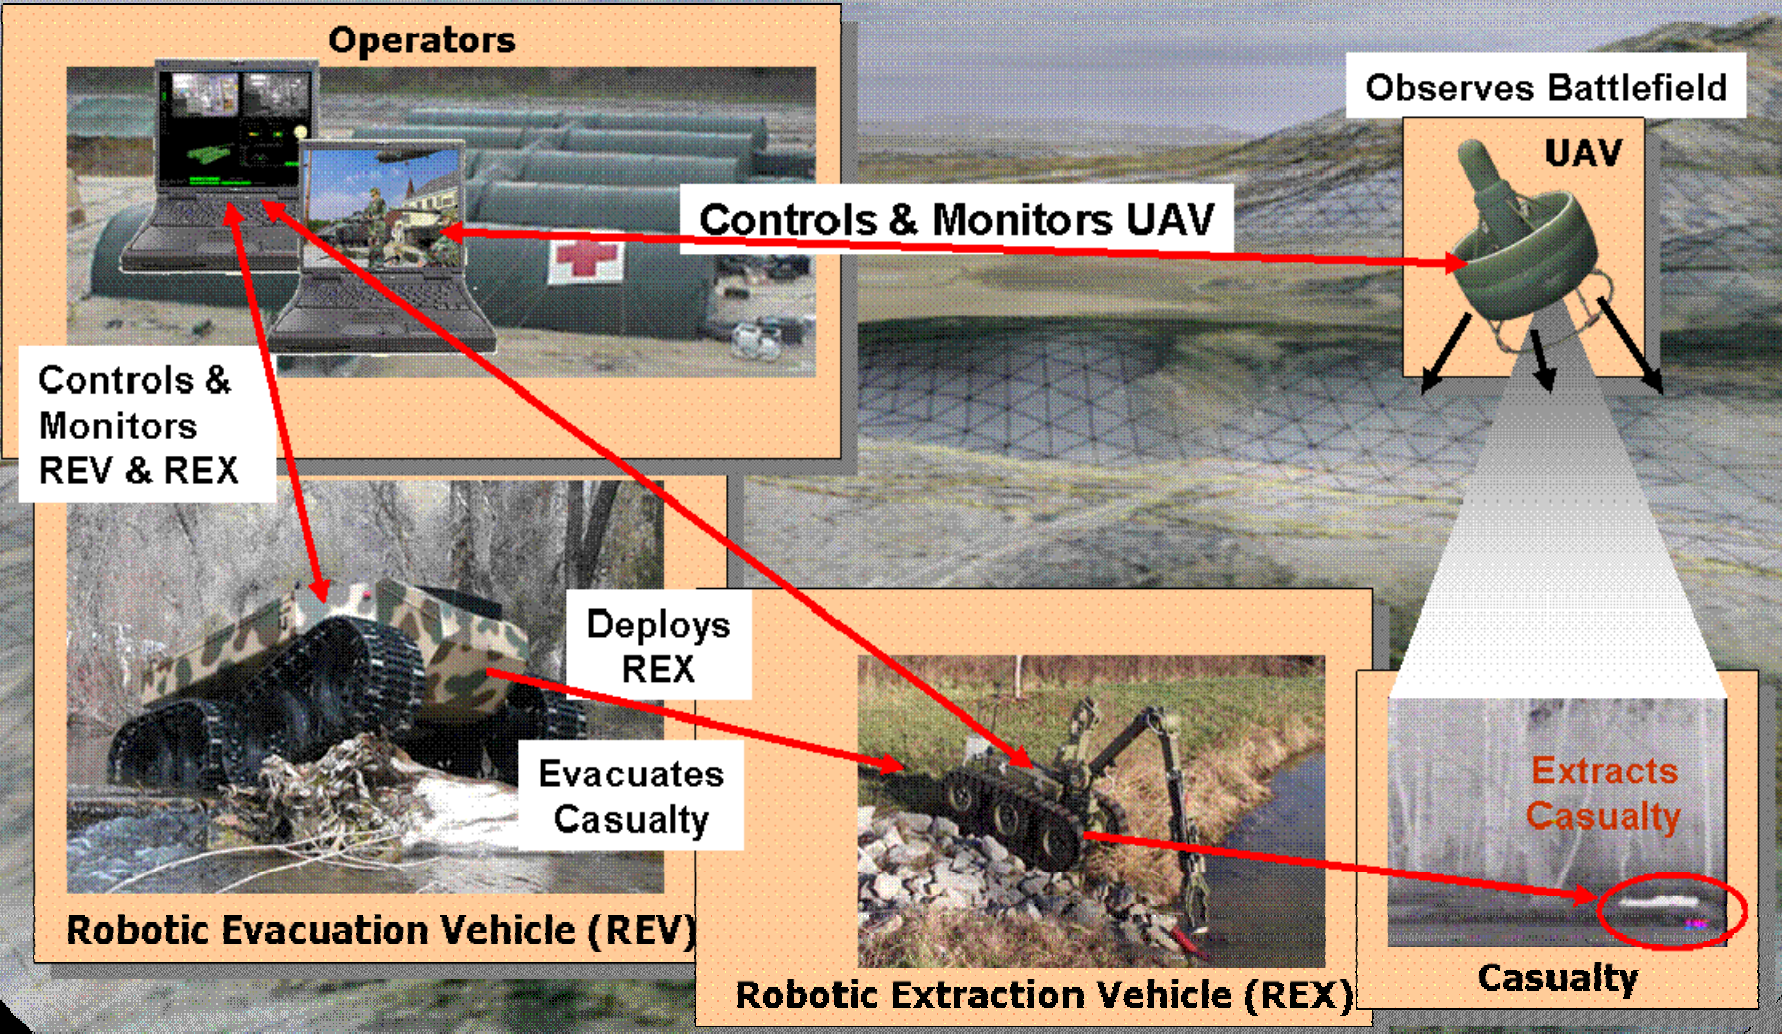 Operators
Observes Battlefield
UAV
Controls & Monitors UAV
Controls &
Monitors
REV & REX
Deploys
REX
Evacuates
Casualty
Extracts
Casualty
Robotic Evacuation Vehicle (REV)
Robotic Extraction Vehicle (REX)
Casualty